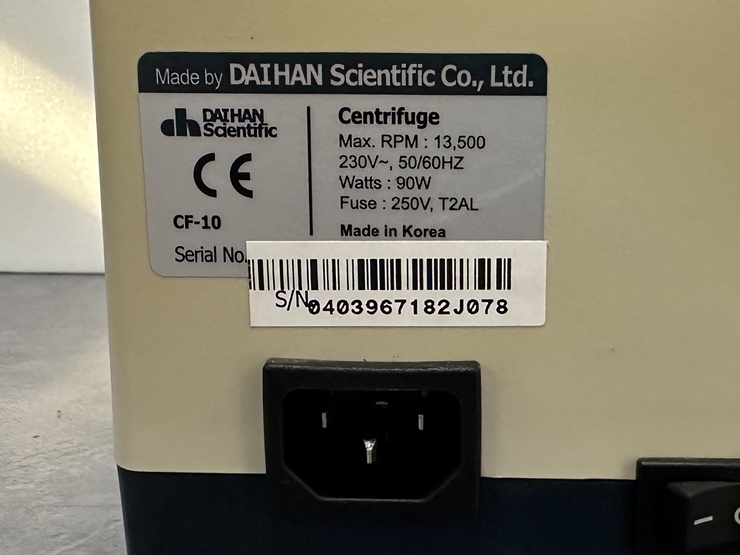 Made by DAIHAN Scientific Co., Ltd.
dh DAIHAN
Scientific
CE
CF-10
Serial No.
Centrifuge
Max. RPM : 13,500
230V~, 50/60HZ
Watts : 90W
Fuse : 250V, T2AL
Made in Korea
S/N.
0403967182J078